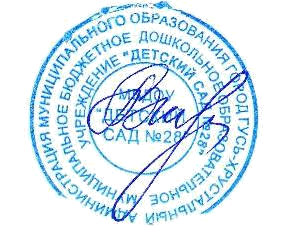 АДМИНИСТРАЦИЯ МУНИЦИПАЛЬНОГО ОБРАЗОВАНИЯ ГОРОД ГУСЬ-ХРУСТАЛЬНЫЙ
МУНИЦИПАЛЬНОЕ БЮДЖЕТНОЕ ДОШКОЛЬНОЕ ОБРАЗОВАТЕЛЬНОЕ
УЧРЕЖДЕНИЕ "ДЕТСКИЙ САД №28"
МБДОУ
"ДЕТСКИЙ
САД №28"